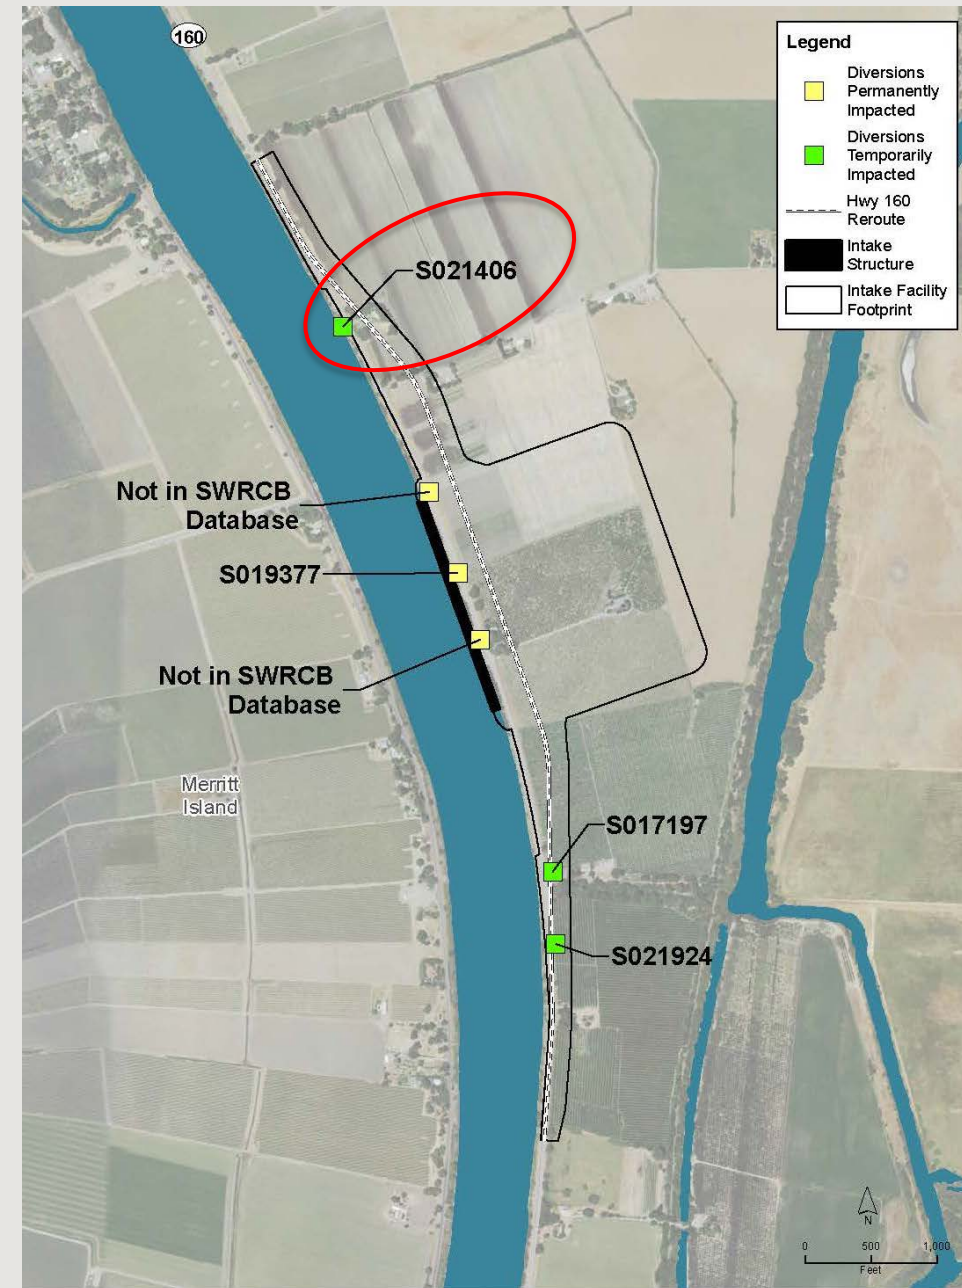 160
Legend
Diversions
Permanently
Impacted
Diversions
Temporarily
Impacted
Hwy 160
Reroute
Intake
Structure
Intake Facility
Footprint
S021406
Not in SWRCB
Database
S019377
Not in SWRCB
Database
Merritt
Island
S017197
S021924
N
0 500 1,000
Feet